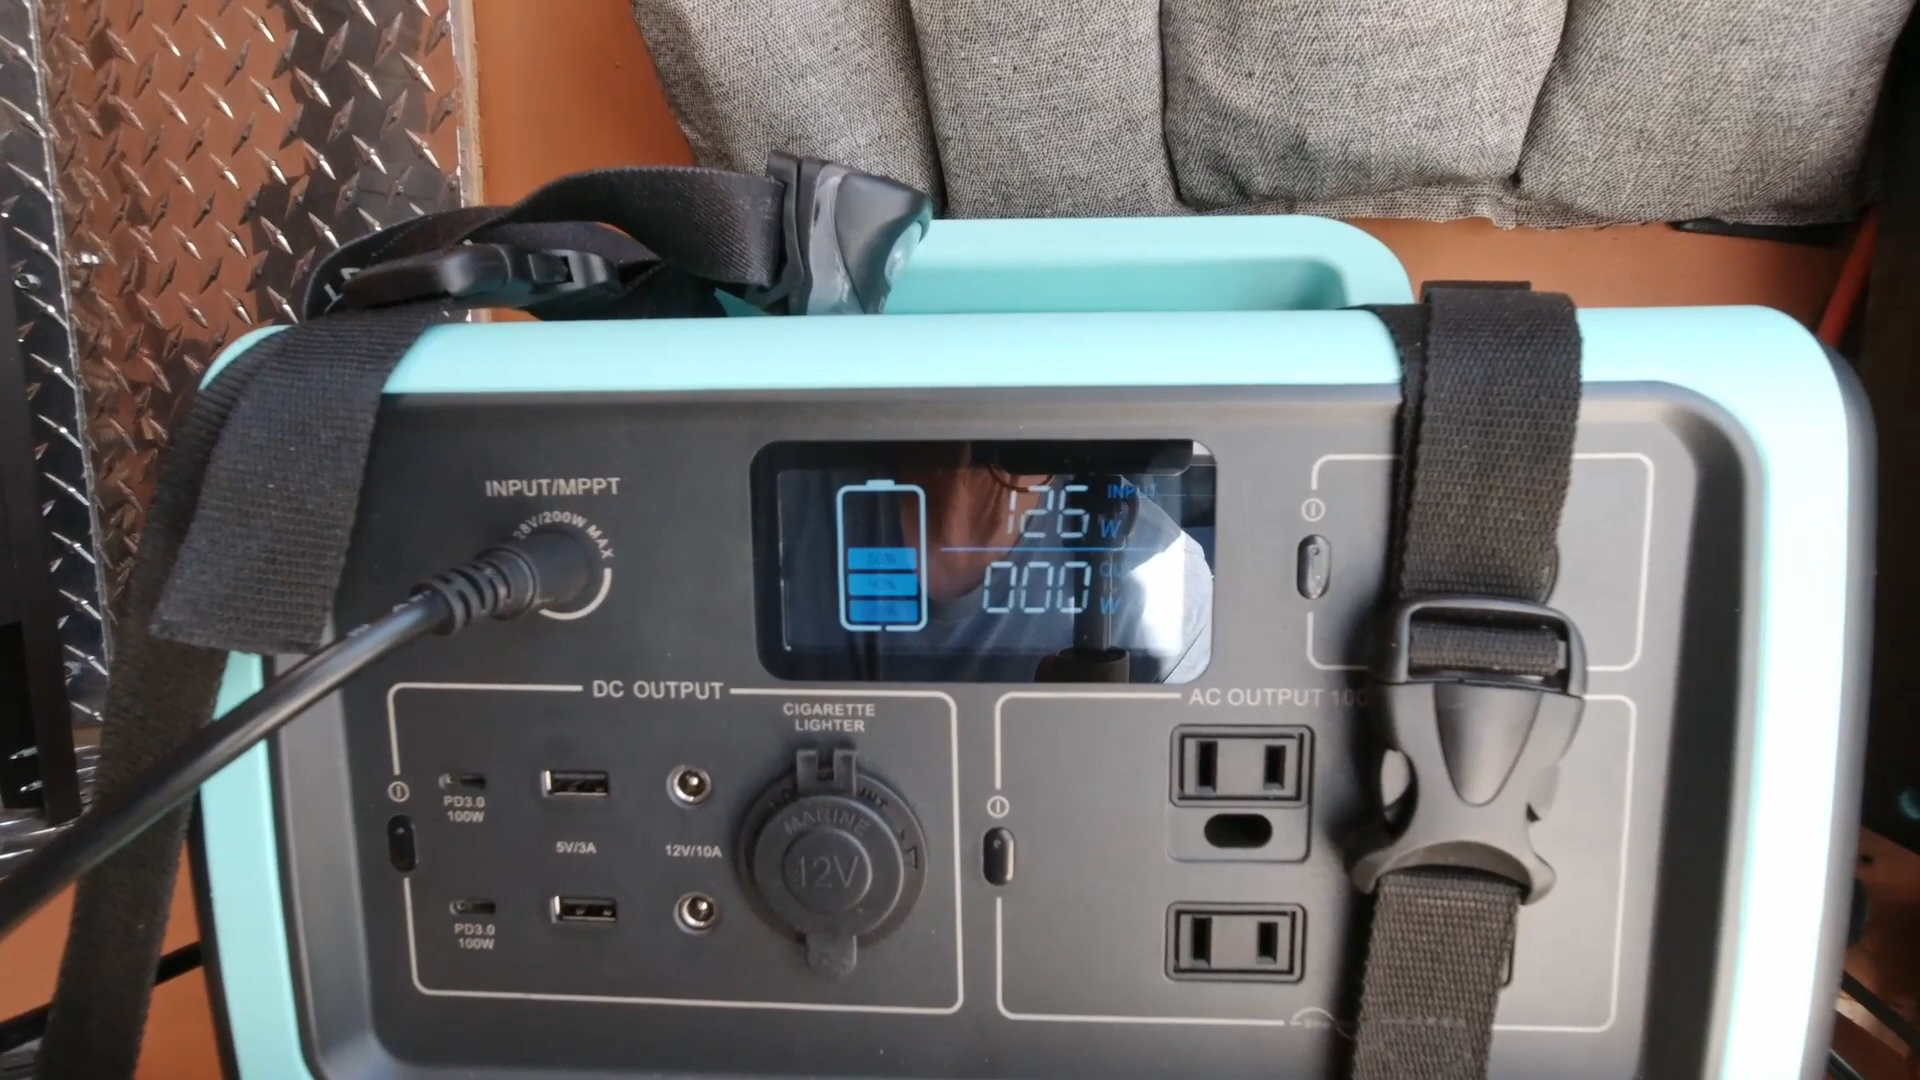 INPUT/MPPT
28V/200W MAX
126 INPUT
W
000
W
DC OUTPUT
CIGARETTE
LIGHTER
PD3.0
100W
5V/3A
12V/10A
MARINE
12V
PD3.0
100W
AC OUTPUT 100